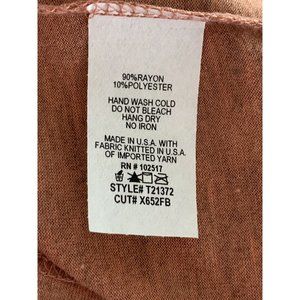 90%RAYON
10%POLYESTER
HAND WASH COLD
DO NOT BLEACH
HANG DRY
NO IRON
MADE IN U.S.A. WITH
FABRIC KNITTED IN U.S.A.
OF IMPORTED YARN
RN # 102517
STYLE# T21372
CUT# X652FB